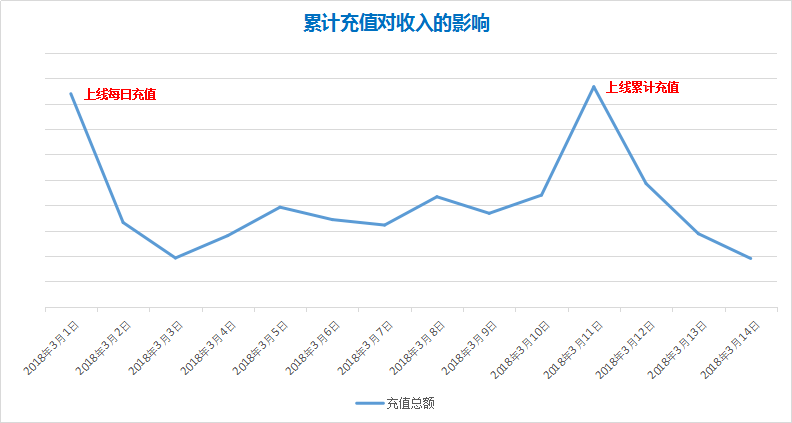 累计充值对收入的影响
上线每日充值
上线累计充值
2018年3月1日
2018年3月2日
2018年3月3日
2018年3月4日
2018年3月5日
2018年3月6日
2018年3月7日
2018年3月8日
2018年3月9日
2018年3月10日
2018年3月11日
2018年3月12日
2018年3月13日
2018年3月14日
充值总额